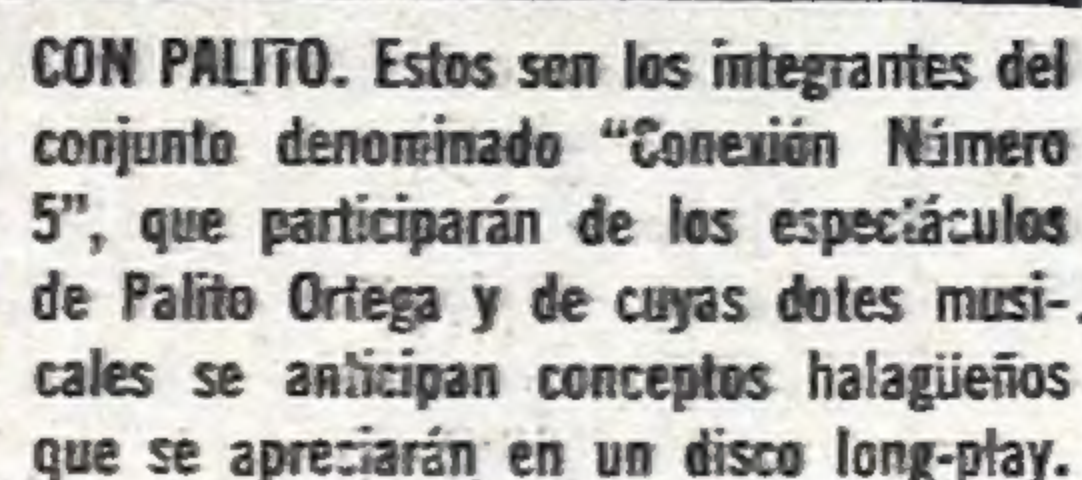 CON PALITO. Estos son los integrantes del
conjunto denominado “Conexión Número
5”, que participarán de los espectáculos
de Palito Ortega y de cuyas dotes musi-
cales se anticipan conceptos halagüeños
que se apreciarán en un disco long-play.